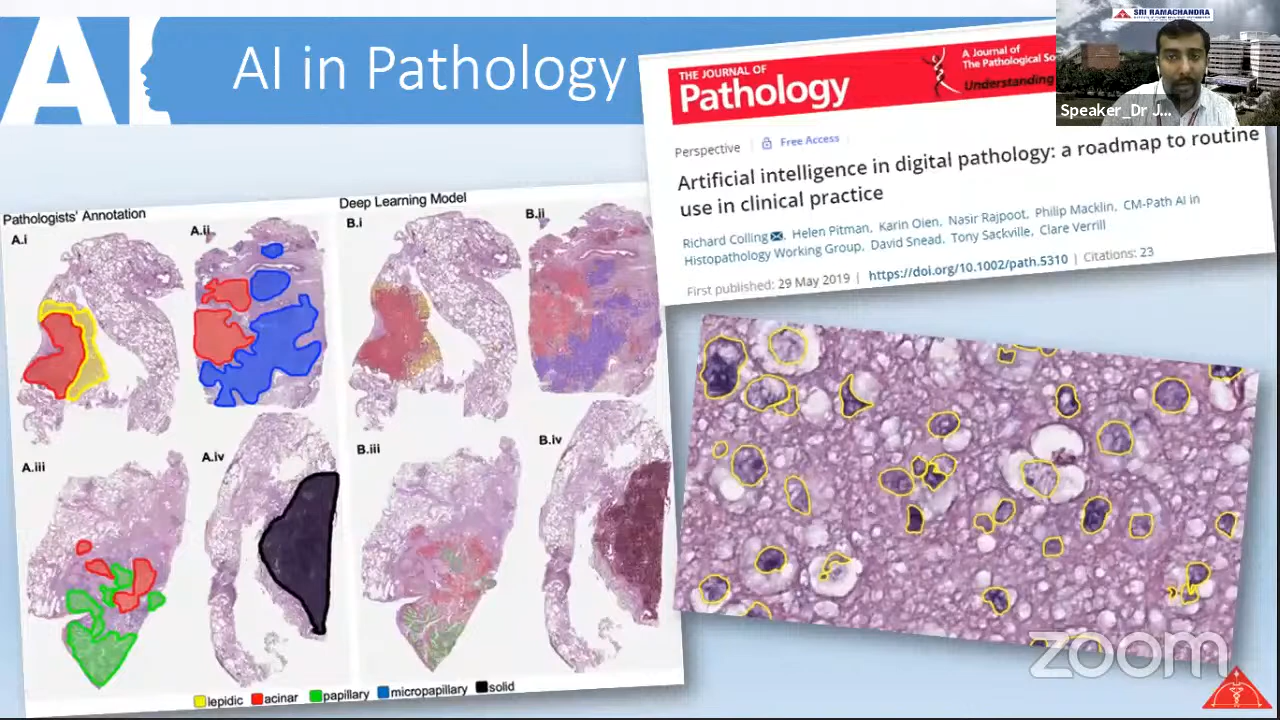 AI
AI in Pathology
SRI RAMACHANDRA
Speaker_Dr J...
THE JOURNAL OF
Pathology
A Journal of
The Pathological So
Understanding
Perspective | Free Access
Artificial intelligence in digital pathology: a roadmap to routine
use in clinical practice
Richard Colling, Helen Pitman, Karin Oien, Nasir Rajpoot, Philip Macklin, CM-Path AI in
Histopathology Working Group, David Snead, Tony Sackville, Clare Verrill
First published: 29 May 2019 | https://doi.org/10.1002/path.5310 | Citations: 23
Pathologists' Annotation
Deep Learning Model
A.i
A.ii
B.i
B.ii
A.iii
A.iv
B.iii
B.iv
lepidic acinar papillary micropapillary solid
zoom